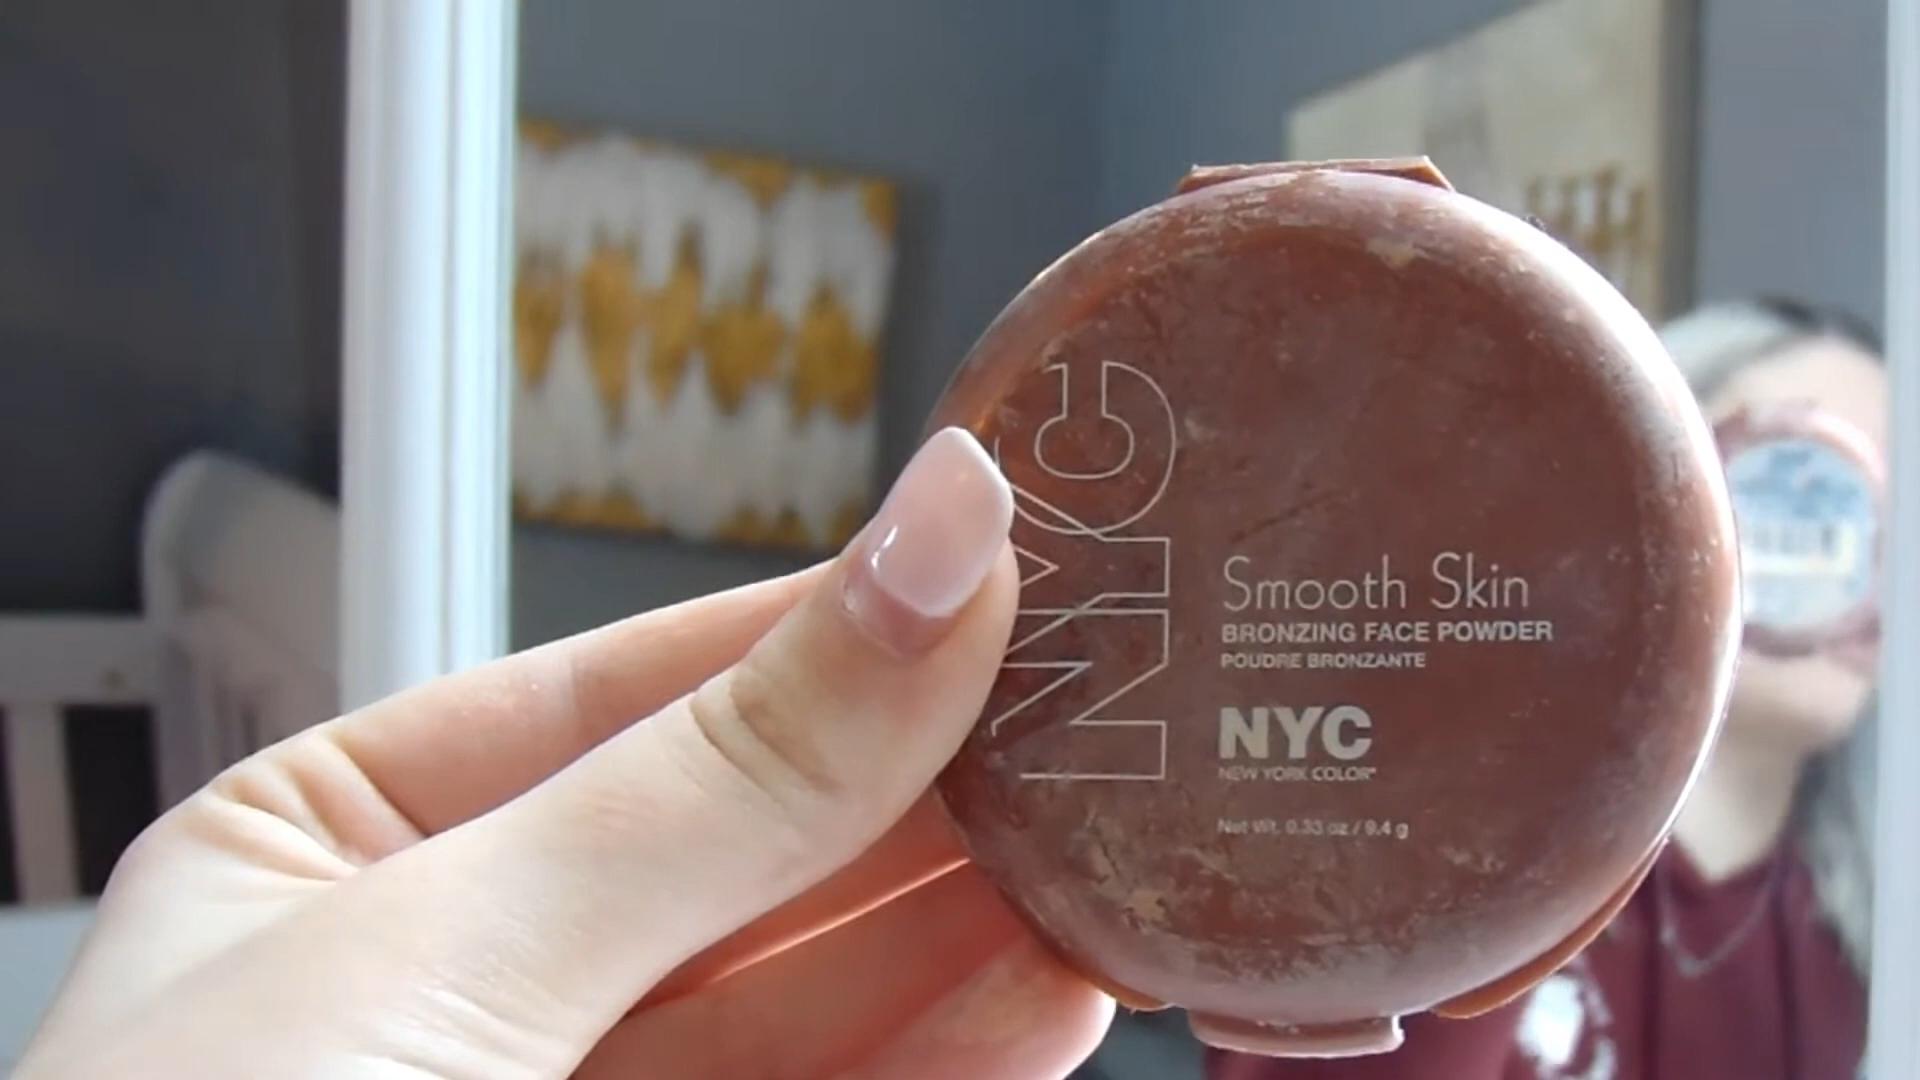 NYC
Smooth Skin
BRONZING FACE POWDER
POUDRE BRONZANTE
NYC
NEW YORK COLOR
Net Wt. 0.33 oz / 9.4 g